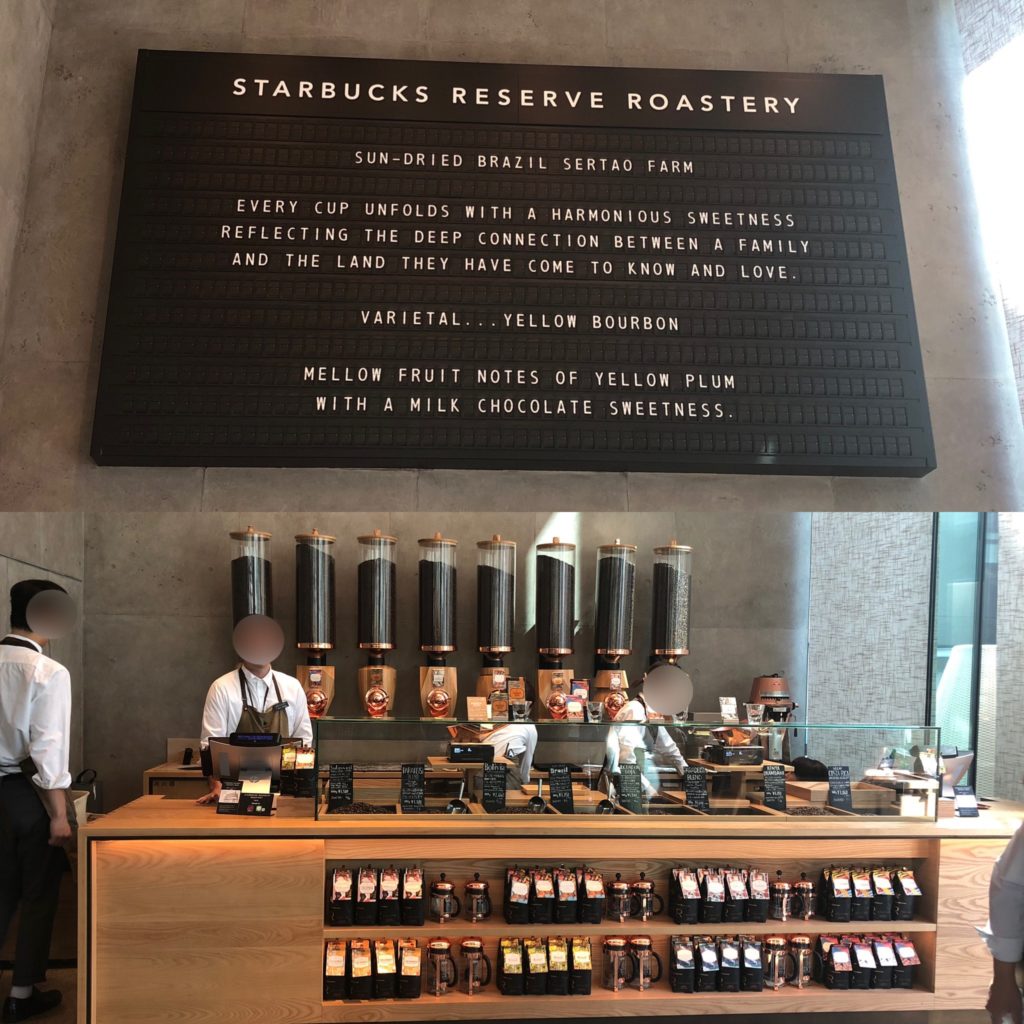 STARBUCKS RESERVE ROASTERY
SUN-DRIED BRAZIL SERTAO FARM
EVERY CUP UNFOLDS WITH A HARMONIOUS SWEETNESS
REFLECTING THE DEEP CONNECTION BETWEEN A FAMILY
AND THE LAND THEY HAVE COME TO KNOW AND LOVE.
VARIETAL...YELLOW BOURBON
MELLOW FRUIT NOTES OF YELLOW PLUM
WITH A MILK CHOCOLATE SWEETNESS.
Brazil